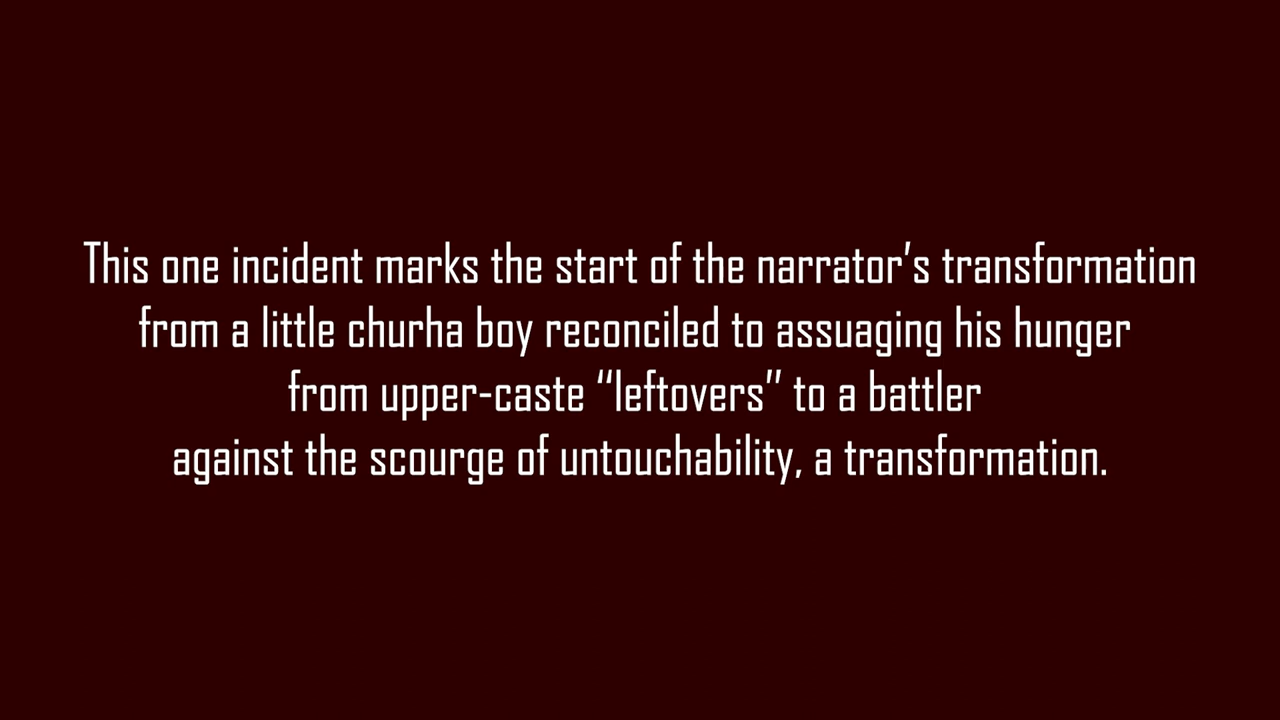 This one incident marks the start of the narrator’s transformation
from a little churha boy reconciled to assuaging his hunger
from upper-caste “leftovers” to a battler
against the scourge of untouchability, a transformation.